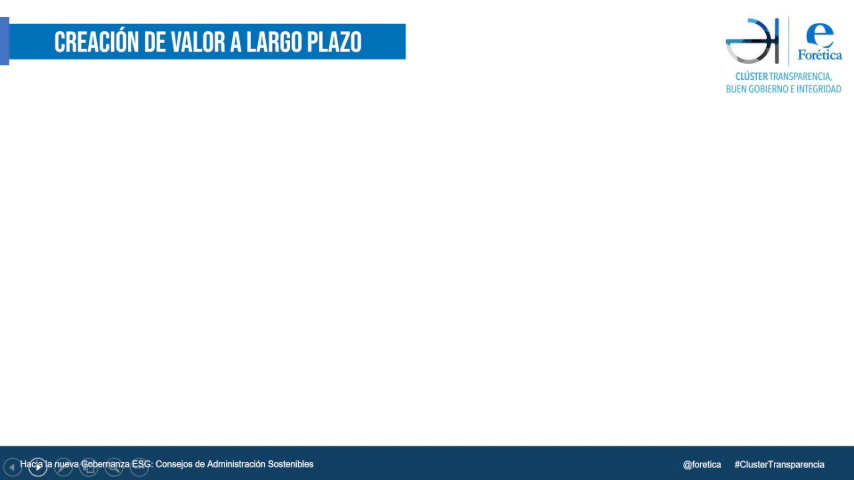 CREACIÓN DE VALOR A LARGO PLAZO
e
Forética
CLÚSTER TRANSPARENCIA,
BUEN GOBIERNO E INTEGRIDAD
Hacia la nueva Gobernanza ESG: Consejos de Administración Sostenibles
@foretica #ClusterTransparencia